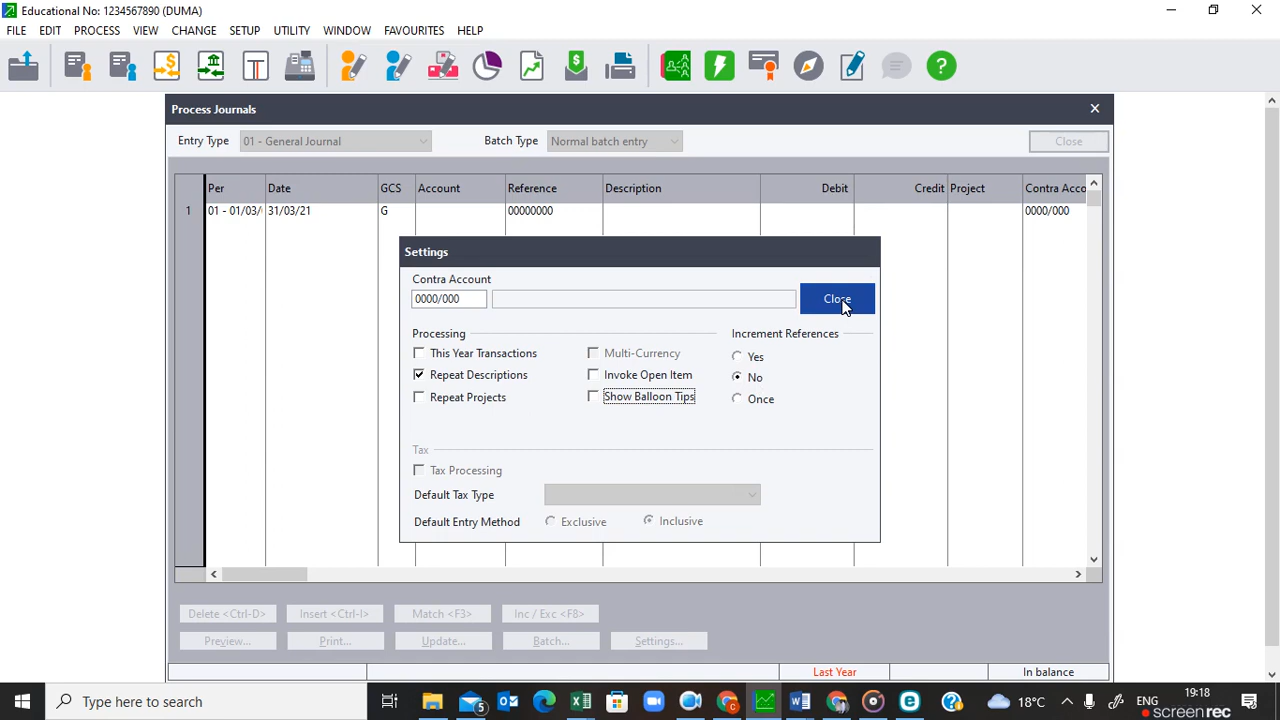 Educational No: 1234567890 (DUMA)
FILE EDIT PROCESS VIEW CHANGE SETUP UTILITY WINDOW FAVOURITES HELP
Process Journals
Entry Type 01 - General Journal Batch Type Normal batch entry Close
Per Date GCS Account Reference Description Debit Credit Project Contra Acco
1 01 - 01/03/ 31/03/21 G 00000000 0000/000
Settings
Contra Account
0000/000 Close
Processing Increment References
This Year Transactions Multi-Currency Yes
Repeat Descriptions Invoke Open Item No
Repeat Projects Show Balloon Tips Once
Tax
Tax Processing
Default Tax Type
Default Entry Method Exclusive Inclusive
Delete <Ctrl-D> Insert <Ctrl-I> Match <F3> Inc / Exc <F8>
Preview... Print... Update... Batch... Settings...
Last Year In balance
Type here to search 5 18°C ENG 19:18
screenrec